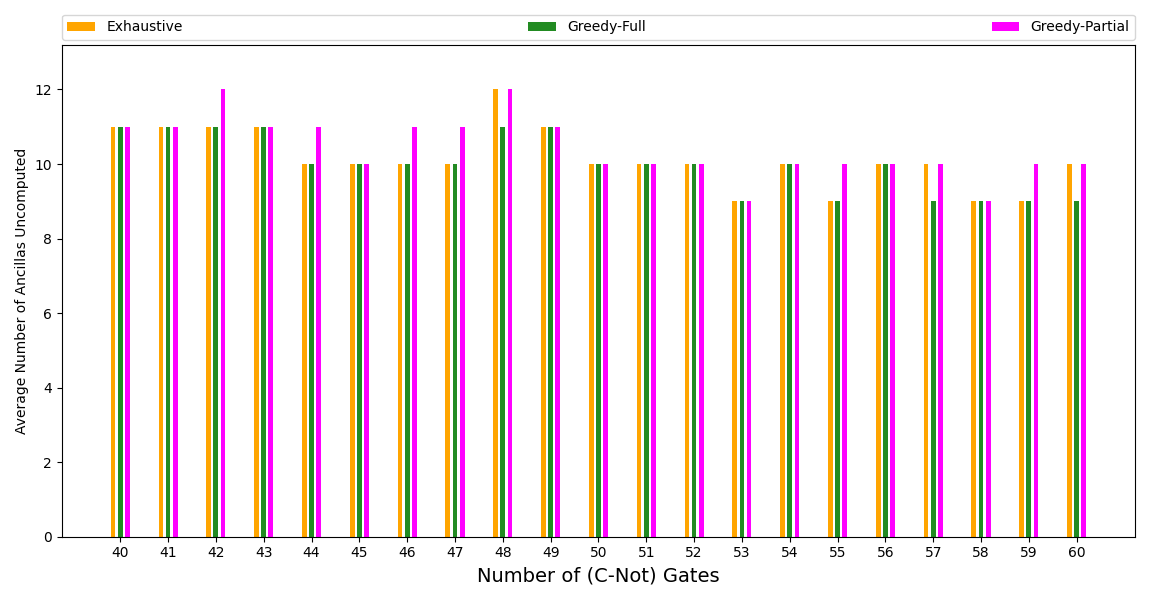 Exhaustive Greedy-Full Greedy-Partial
Average Number of Ancillas Uncomputed
12
10
8
6
4
2
0
40 41 42 43 44 45 46 47 48 49 50 51 52 53 54 55 56 57 58 59 60
Number of (C-Not) Gates